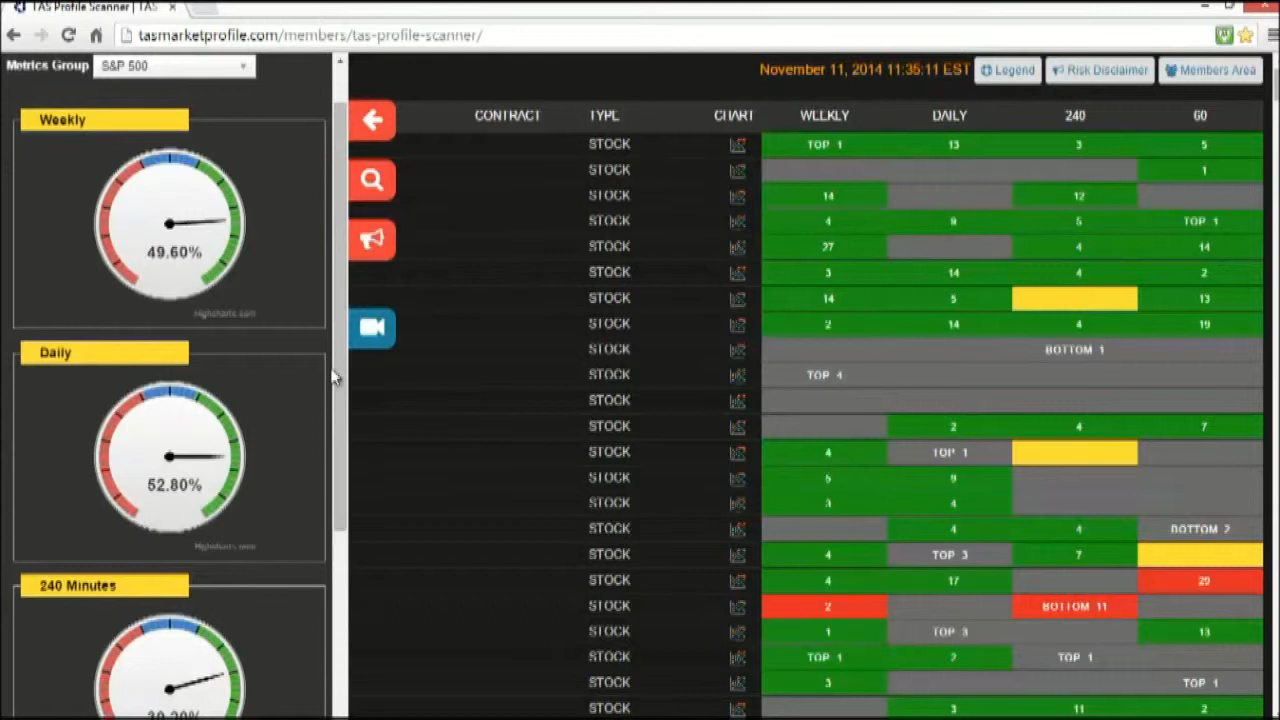 TAS Profile Scanner | TAS
tasmarketprofile.com/members/tas-profile-scanner/
Metrics Group S&P 500
November 11, 2014 11:35:11 EST Legend Risk Disclaimer Members Area
Weekly
49.60%
Highcharts.com
Daily
52.80%
Highcharts.com
240 Minutes
CONTRACT TYPE CHART WEEKLY DAILY 240 60
STOCK TOP 1 13 3 5
STOCK 1
STOCK 14 12
STOCK 4 9 5 TOP 1
STOCK 27 4 14
STOCK 3 14 4 2
STOCK 14 5 13
STOCK 2 14 4 19
STOCK BOTTOM 1
STOCK TOP 4
STOCK
STOCK 2 4 7
STOCK 4 TOP 1
STOCK 5 9
STOCK 3 4
STOCK 4 4 BOTTOM 2
STOCK 4 TOP 3 7
STOCK 4 17 29
STOCK 2 BOTTOM 11
STOCK 1 TOP 3 13
STOCK TOP 1 2 TOP 1
STOCK 3 TOP 1
STOCK 3 11 2